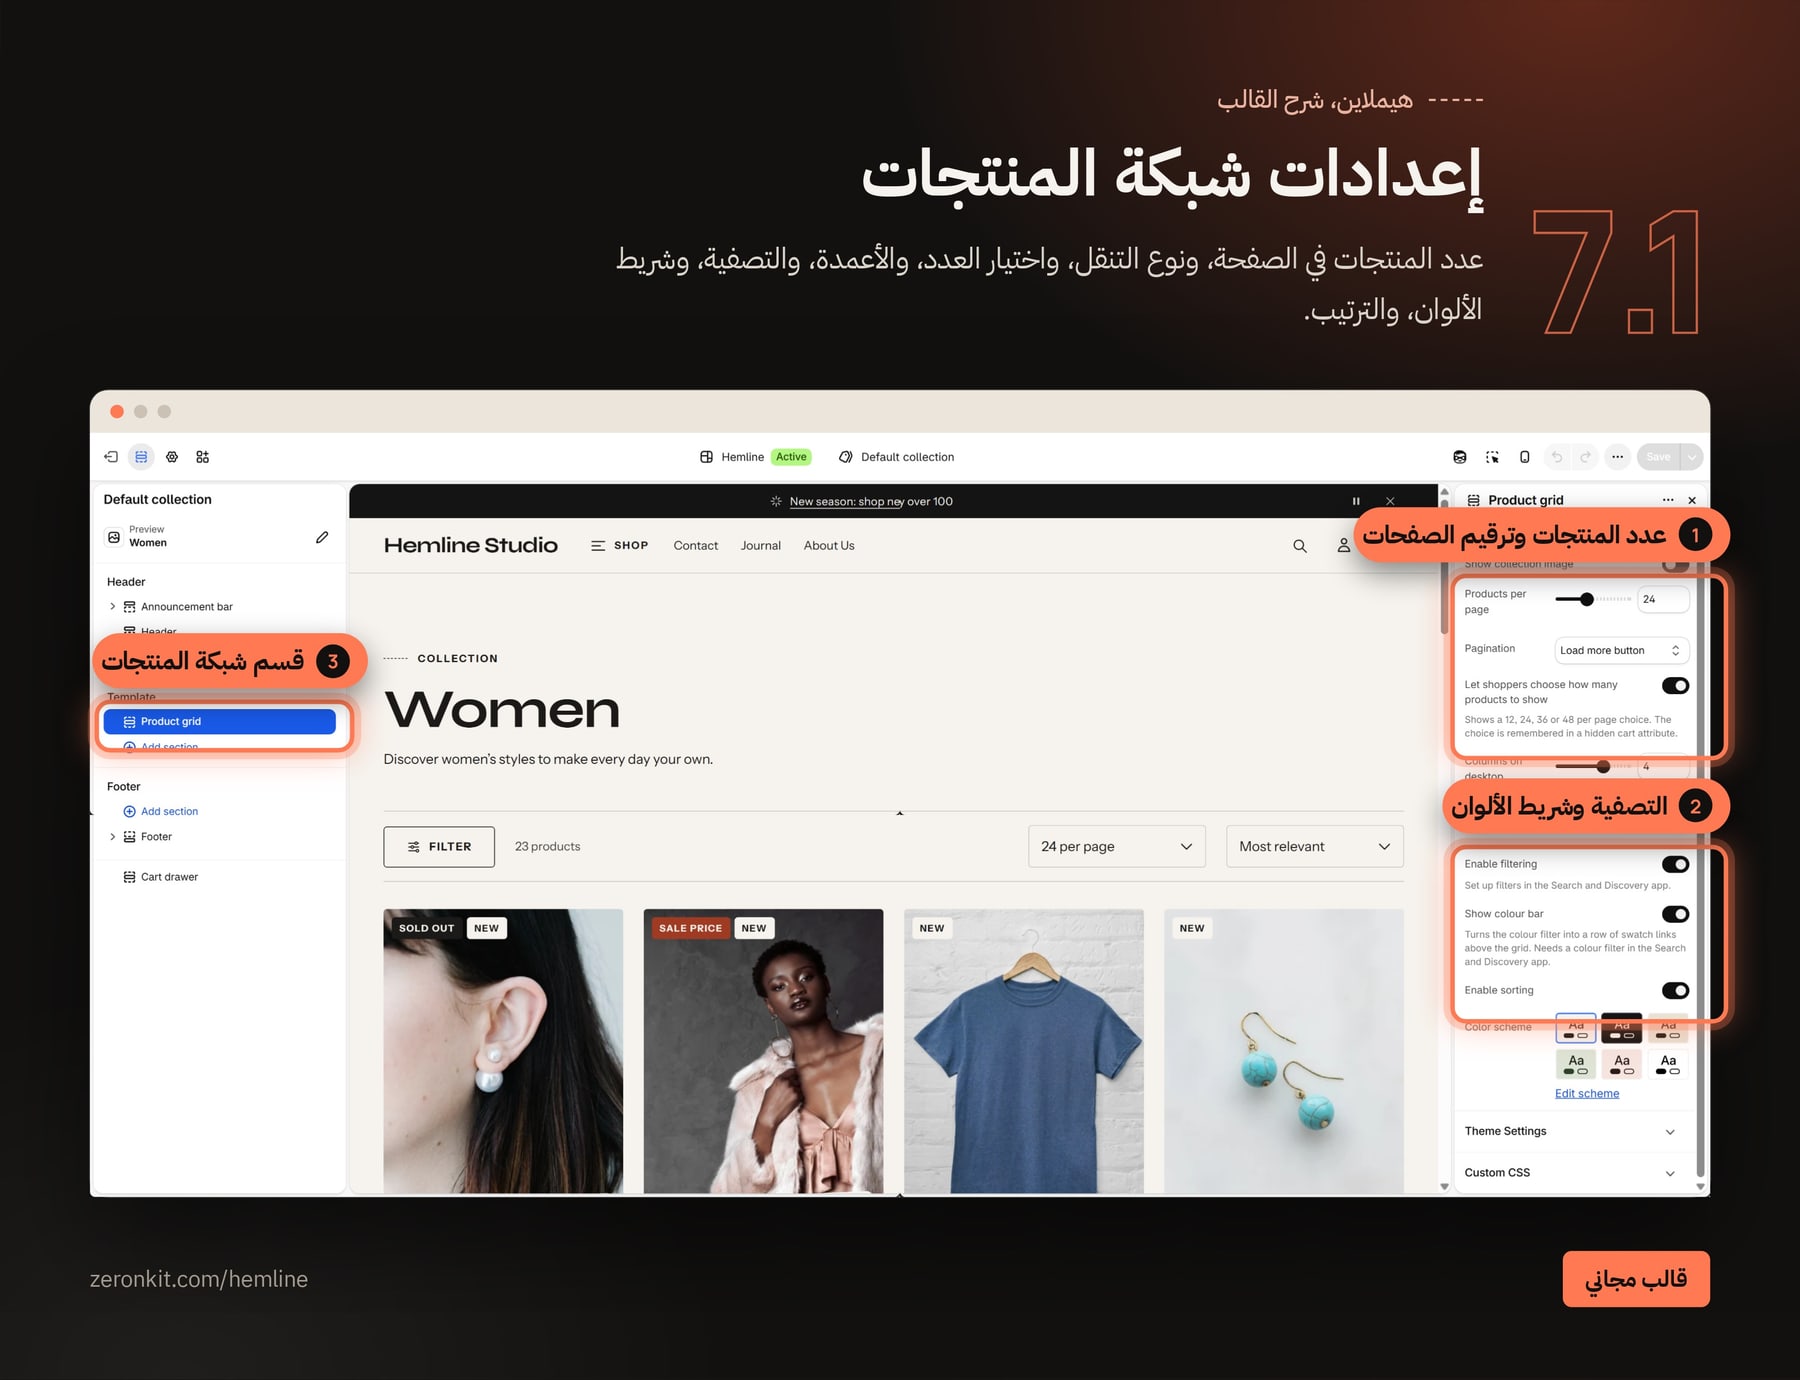 هيملاين، شرح القالب
إعدادات شبكة المنتجات
7.1
عدد المنتجات في الصفحة، ونوع التنقل، واختيار العدد، والأعمدة، والتصفية، وشريط
الألوان، والترتيب.
Hemline
Active
Default collection
Save
Default collection
Preview
Women
Header
Announcement bar
Header
3 قسم شبكة المنتجات
Template
Product grid
Add section
Footer
Add section
Footer
Cart drawer
New season: shop ney over 100
Hemline Studio
SHOP
Contact
Journal
About Us
COLLECTION
Women
Discover women's styles to make every day your own.
FILTER
23 products
24 per page
Most relevant
SOLD OUT
NEW
SALE PRICE
NEW
NEW
NEW
Product grid
1 عدد المنتجات وترقيم الصفحات
Show collection image
Products per
page
24
Pagination
Load more button
Let shoppers choose how many
products to show
Shows a 12, 24, 36 or 48 per page choice. The
choice is remembered in a hidden cart attribute.
Columns on
desktop
4
2 التصفية وشريط الألوان
Enable filtering
Set up filters in the Search and Discovery app.
Show colour bar
Turns the colour filter into a row of swatch links
above the grid. Needs a colour filter in the Search
and Discovery app.
Enable sorting
Color scheme
Aa
Aa
Aa
Aa
Aa
Aa
Edit scheme
Theme Settings
Custom CSS
zeronkit.com/hemline
قالب مجاني